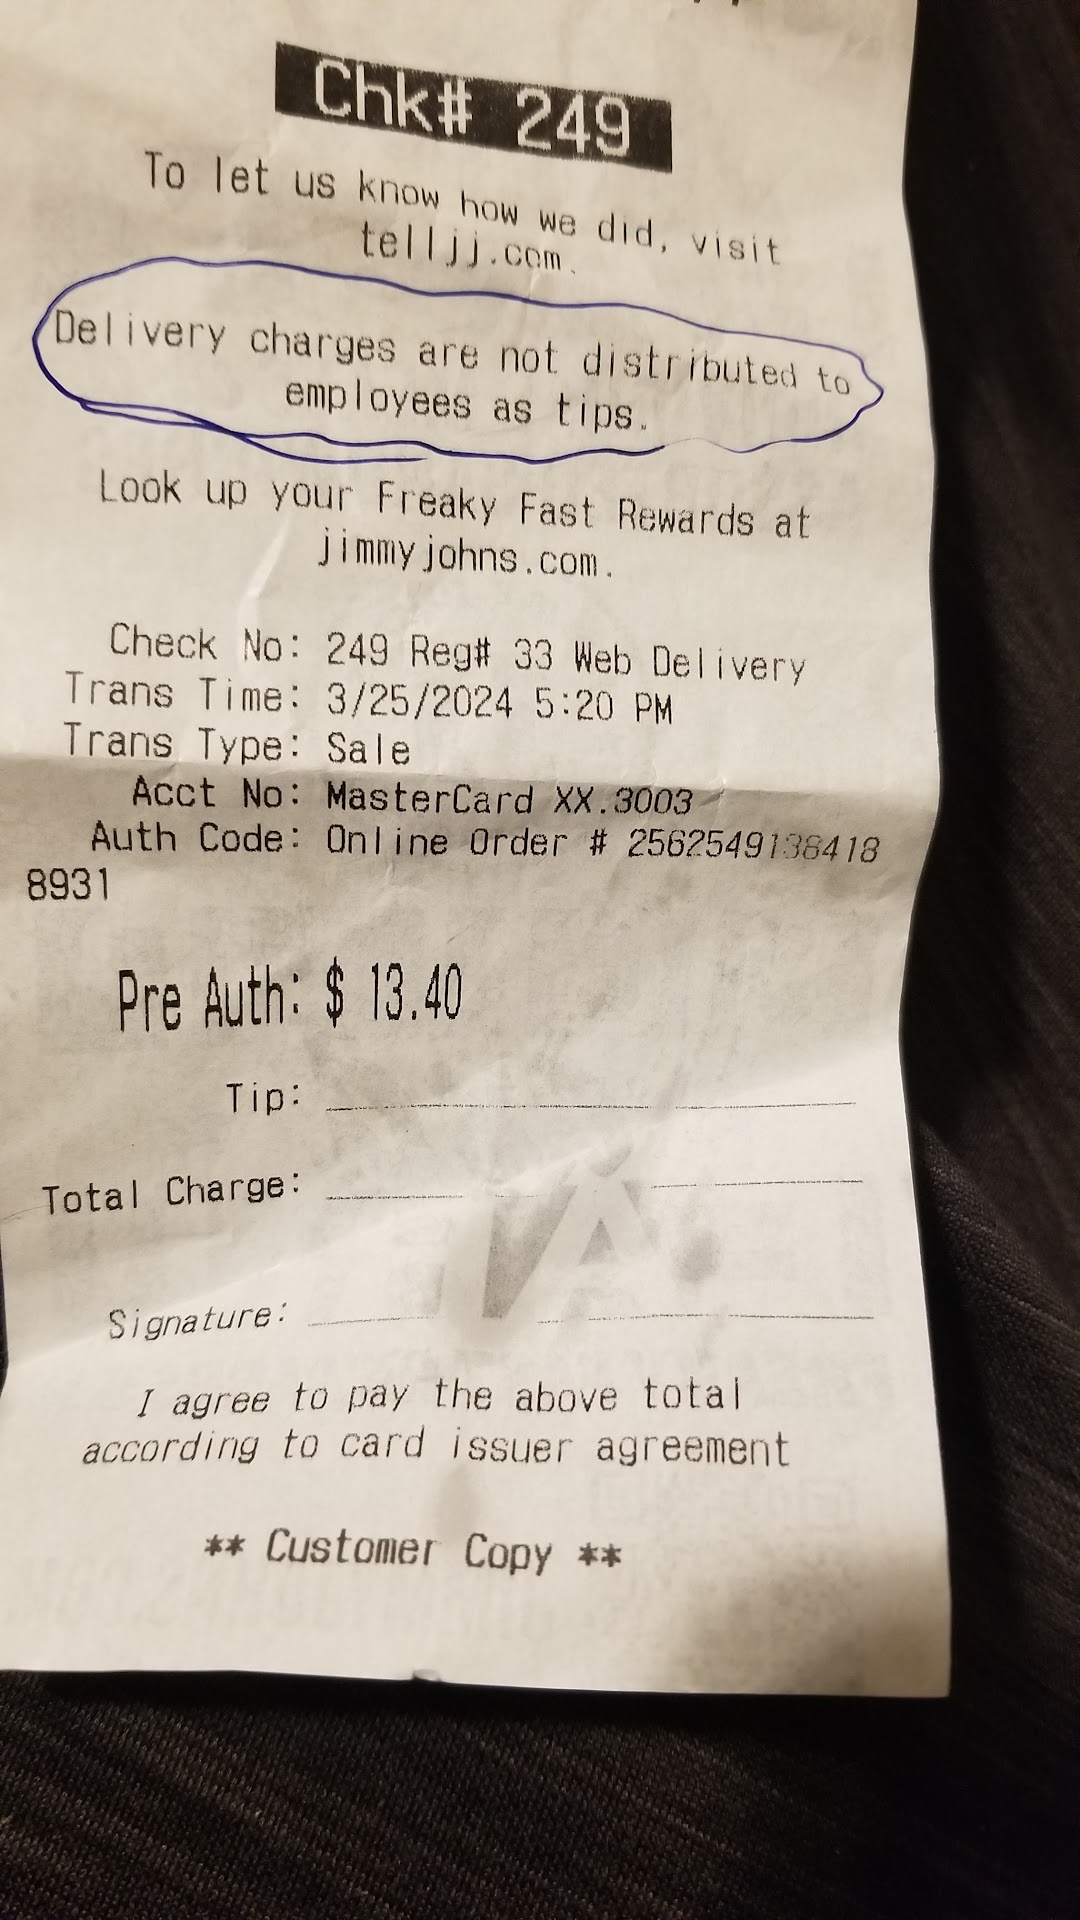 Chk# 249
To let us know how we did, visit
telljj.com.
Delivery charges are not distributed to
employees as tips.
Look up your Freaky Fast Rewards at
jimmyjohns.com.
Check No: 249 Reg# 33 Web Delivery
Trans Time: 3/25/2024 5:20 PM
Trans Type: Sale
Acct No: MasterCard XX.3003
Auth Code: Online Order # 2562549138418
8931
Pre Auth: $ 13.40
Tip:
Total Charge:
Signature:
I agree to pay the above total
according to card issuer agreement
** Customer Copy **